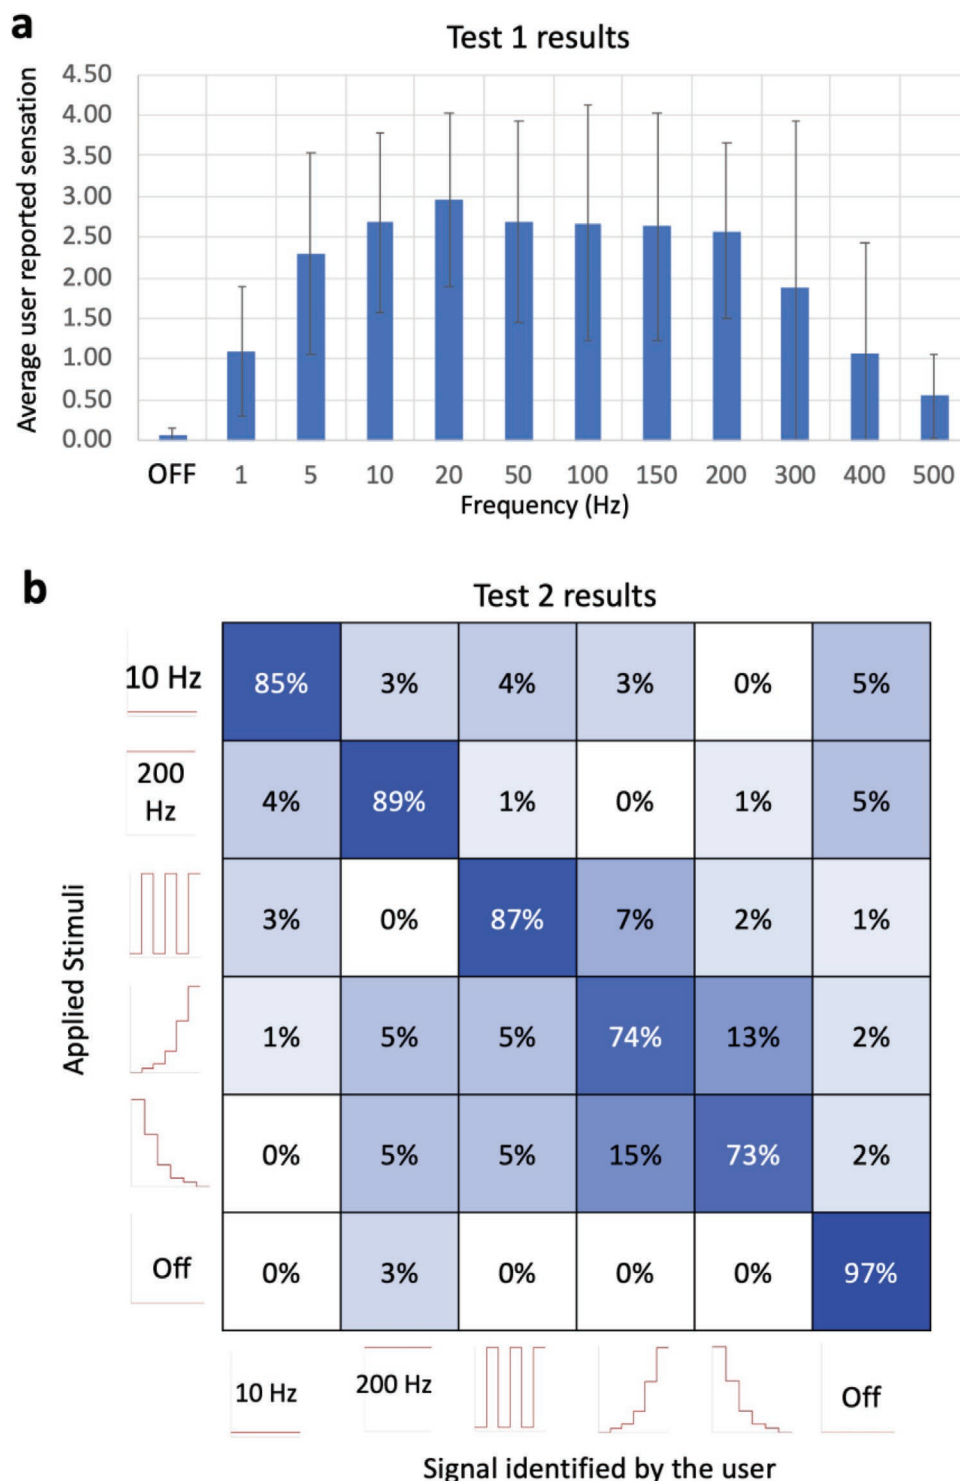 a
Test 1 results
Average user reported sensation
4.50
4.00
3.50
3.00
2.50
2.00
1.50
1.00
0.50
0.00
OFF 1 5 10 20 50 100 150 200 300 400 500
Frequency (Hz)
b
Test 2 results
Applied Stimuli
10 Hz 85% 3% 4% 3% 0% 5%
200
Hz
4% 89% 1% 0% 1% 5%
3% 0% 87% 7% 2% 1%
1% 5% 5% 74% 13% 2%
0% 5% 5% 15% 73% 2%
Off 0% 3% 0% 0% 0% 97%
10 Hz 200 Hz Off
Signal identified by the user